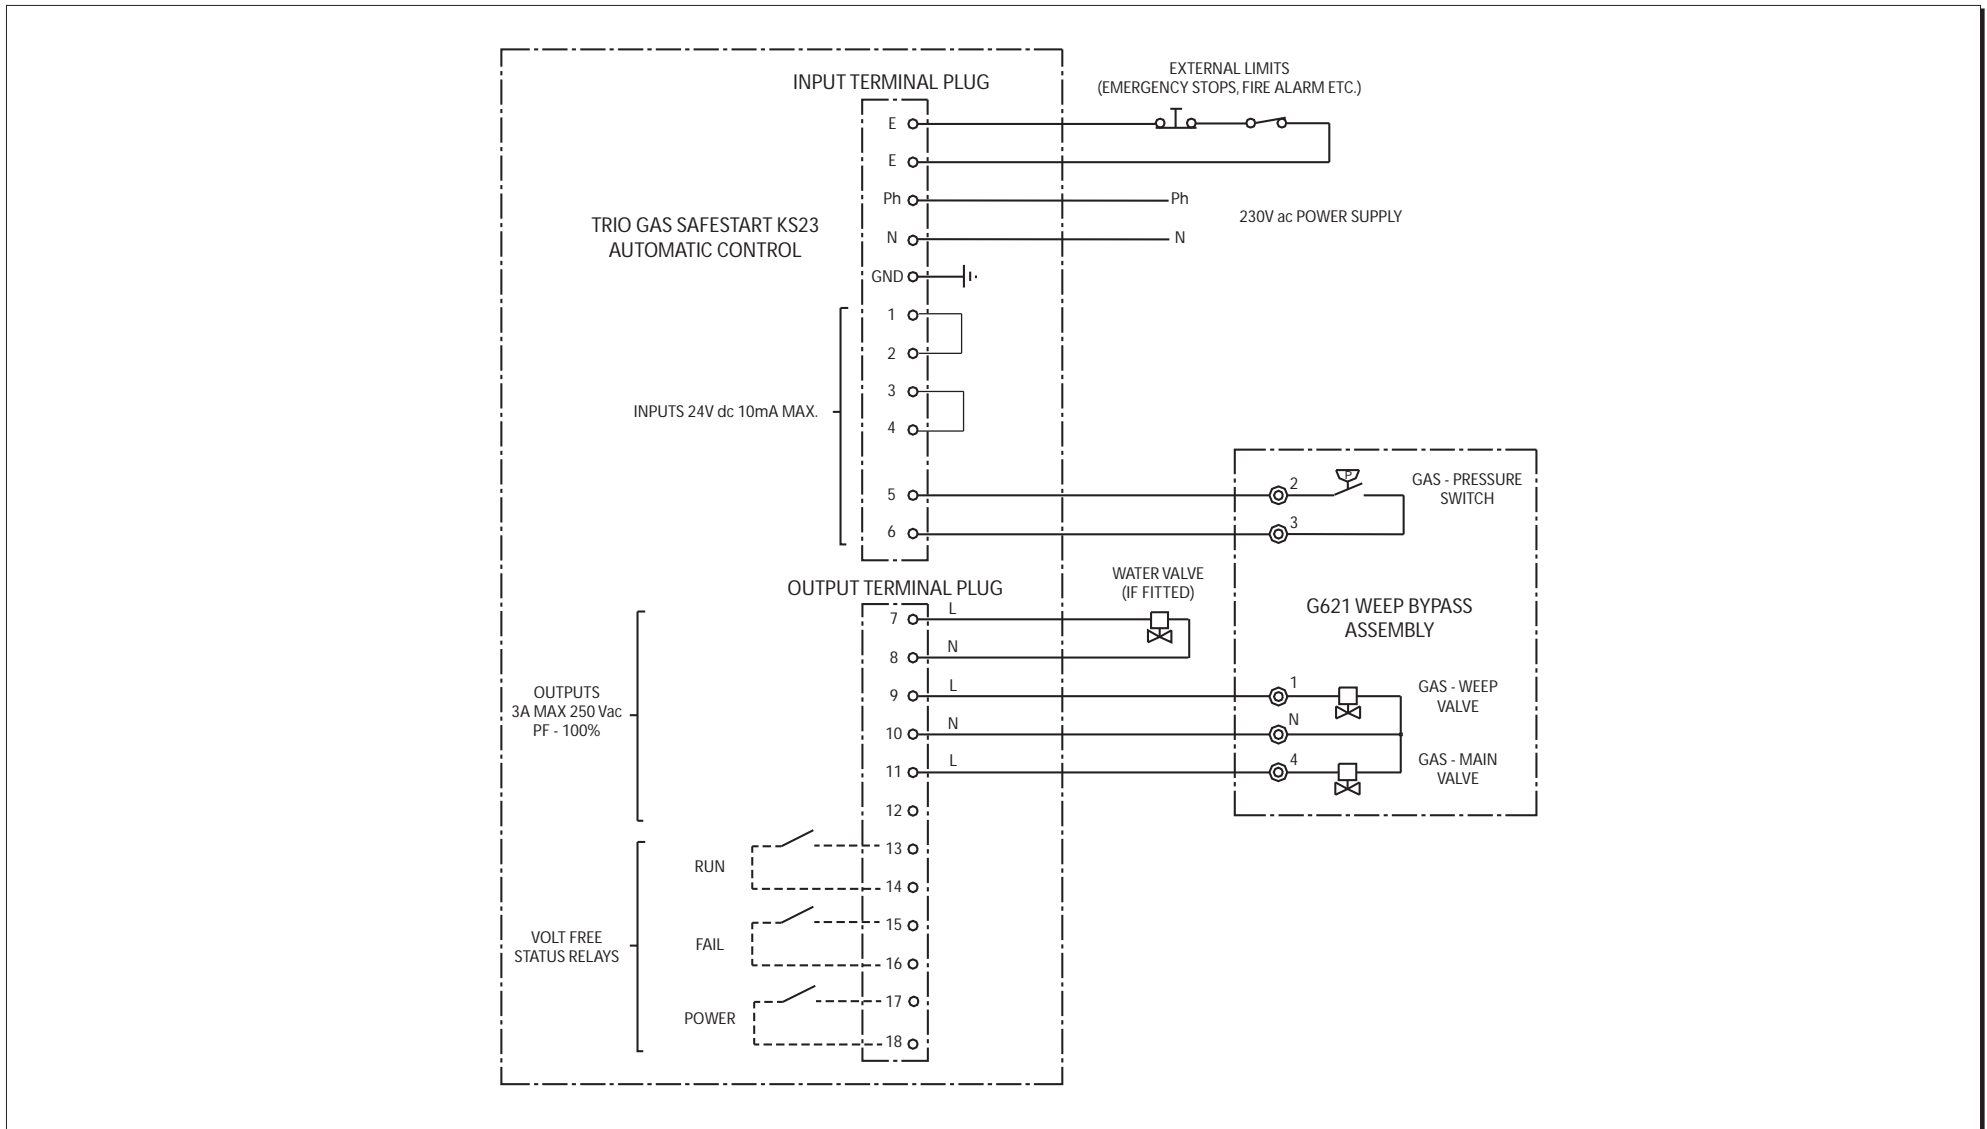 EXTERNAL LIMITS
(EMERGENCY STOPS, FIRE ALARM ETC.)
INPUT TERMINAL PLUG
E
E
Ph
Ph
230V ac POWER SUPPLY
TRIO GAS SAFESTART KS23
AUTOMATIC CONTROL
N
N
GND
1
2
3
INPUTS 24V dc 10mA MAX.
4
5
2
P
GAS - PRESSURE
SWITCH
6
3
WATER VALVE
(IF FITTED)
OUTPUT TERMINAL PLUG
G621 WEEP BYPASS
ASSEMBLY
7
L
8
N
9
L
1
GAS - WEEP
VALVE
OUTPUTS
3A MAX 250 Vac
PF - 100%
10
N
N
11
L
4
GAS - MAIN
VALVE
12
13
RUN
14
15
VOLT FREE
STATUS RELAYS
FAIL
16
17
POWER
18